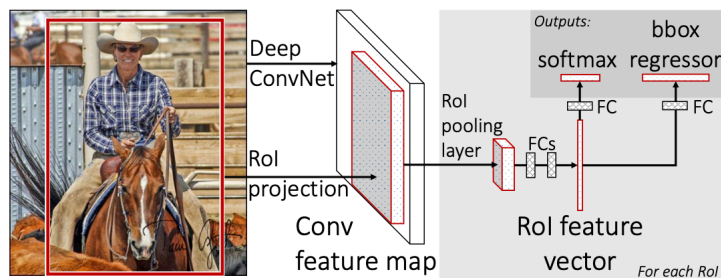 Deep
ConvNet
RoI
projection
Conv
feature map
RoI
pooling
layer
FCs
RoI feature
vector
For each RoI
Outputs:
softmax
bbox
regressor
FC
FC